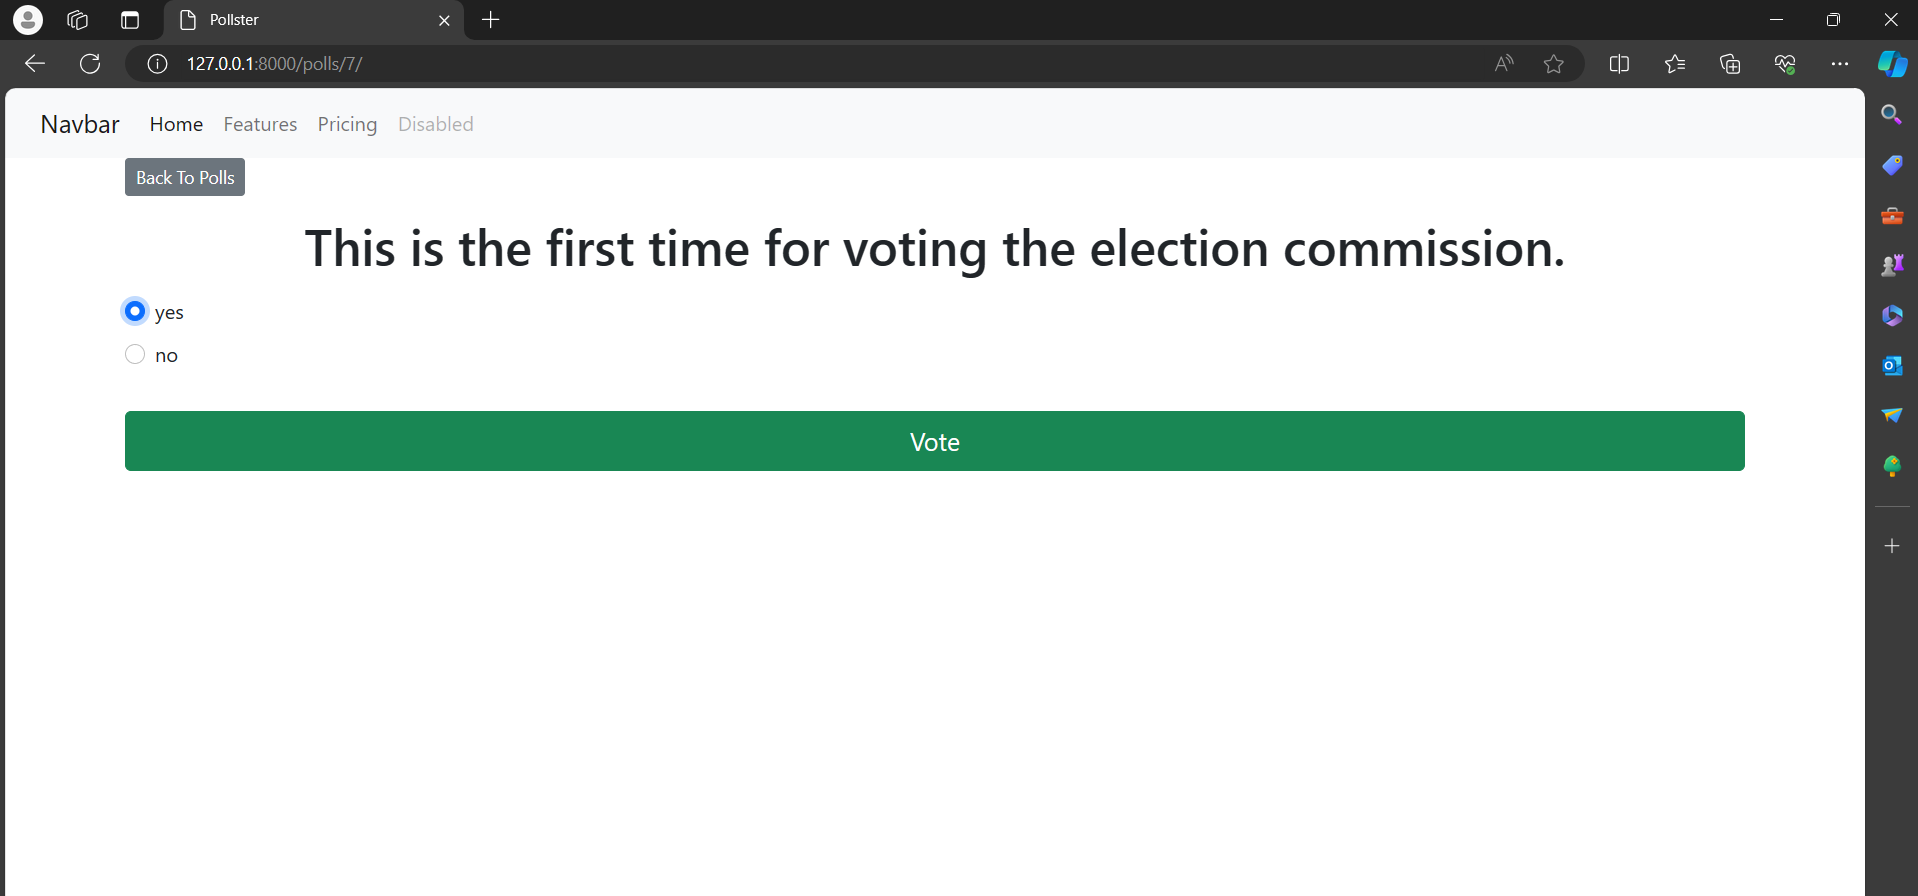 Pollster
127.0.0.1:8000/polls/7/
Navbar Home Features Pricing Disabled
Back To Polls
This is the first time for voting the election commission.
yes
no
Vote